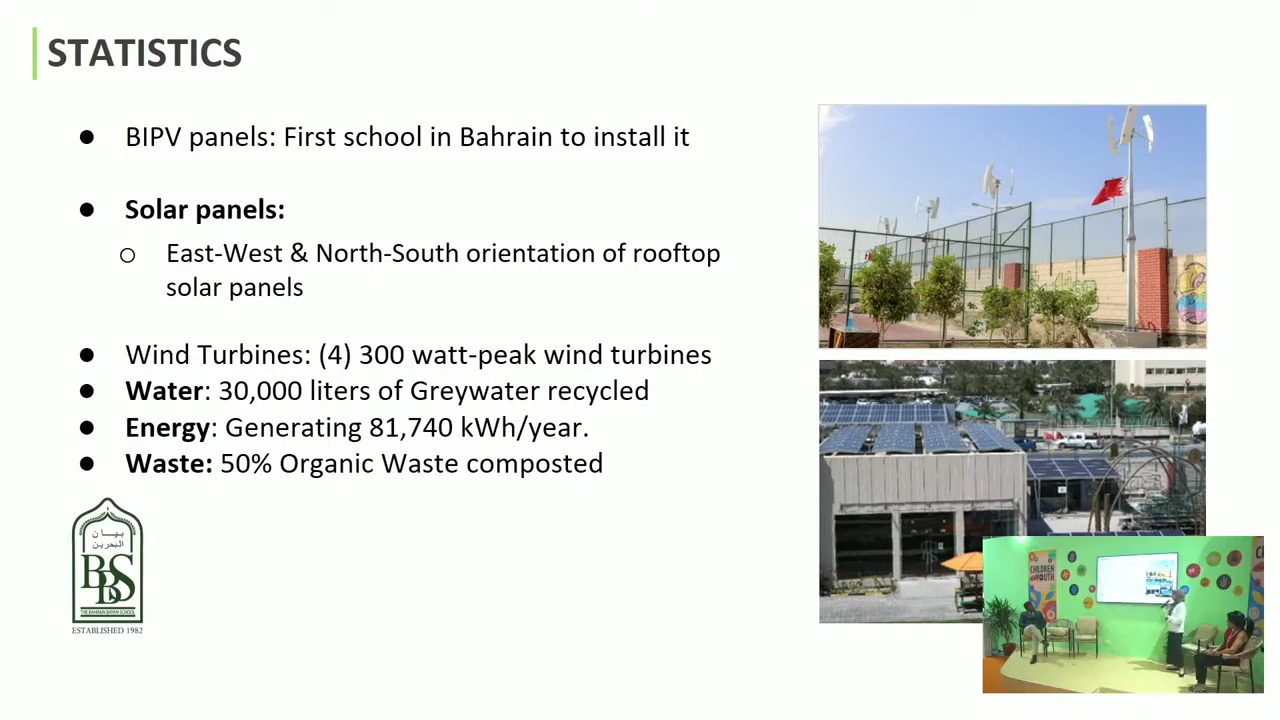 STATISTICS
● BIPV panels: First school in Bahrain to install it
● Solar panels:
○ East-West & North-South orientation of rooftop
solar panels
● Wind Turbines: (4) 300 watt-peak wind turbines
● Water: 30,000 liters of Greywater recycled
● Energy: Generating 81,740 kWh/year.
● Waste: 50% Organic Waste composted
بيان
البحرين
BBS
THE BAHRAIN BAYAN SCHOOL
ESTABLISHED 1982
CHILDREN
YOUTH